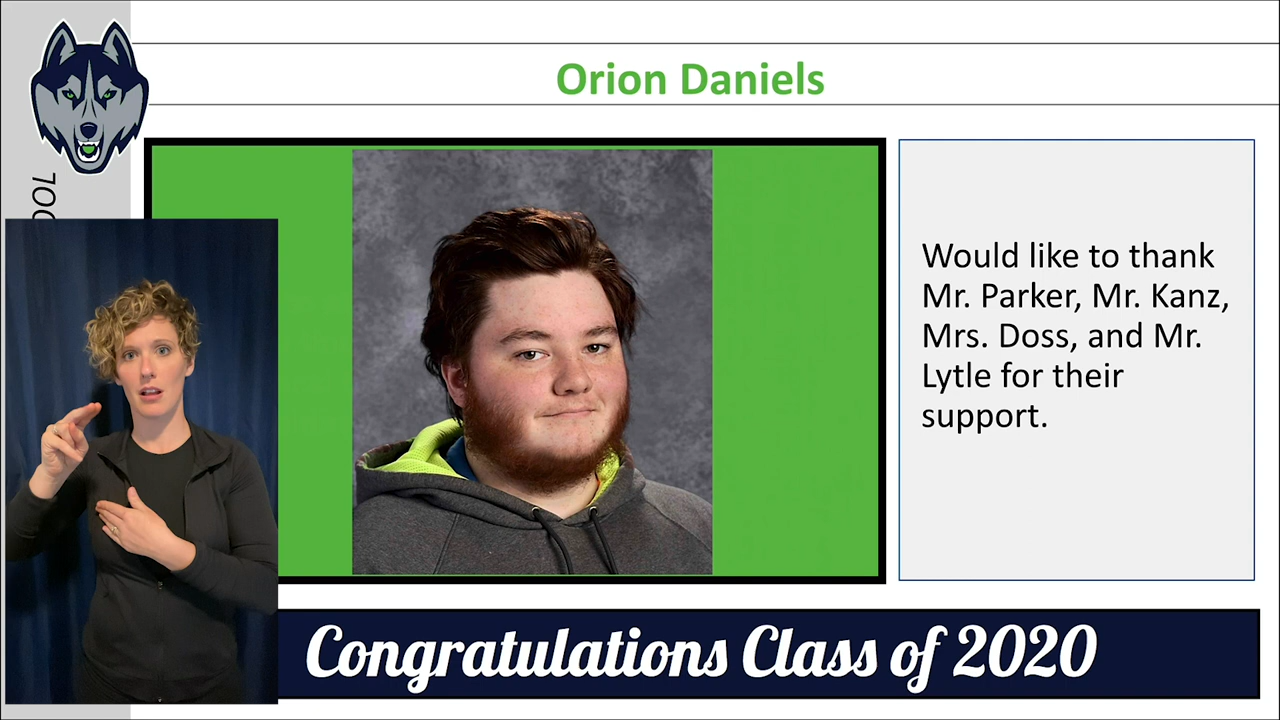 Orion Daniels
Would like to thank
Mr. Parker, Mr. Kanz,
Mrs. Doss, and Mr.
Lytle for their
support.
Congratulations Class of 2020